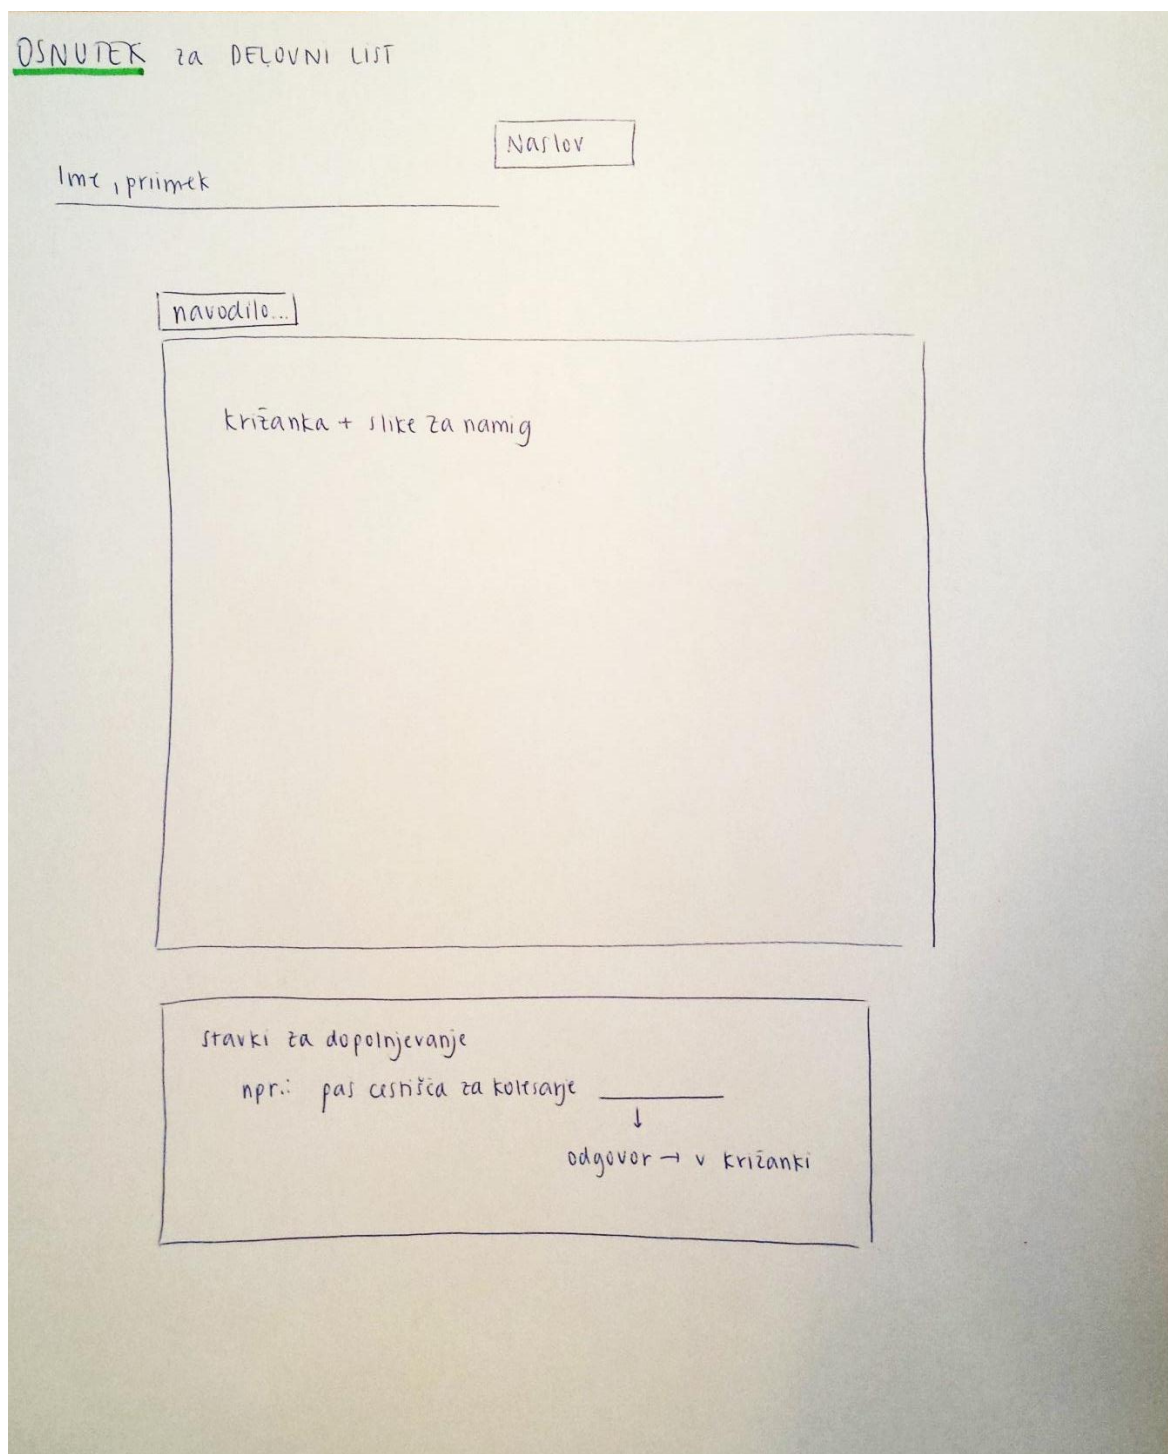 OSNUTEK za DELOVNI LIST
Naslov
Ime, priimek
navodilo...
križanka + slike za namig
stavki za dopolnjevanje
npr.: pas cestišča za kolesarje
odgovor → v križanki